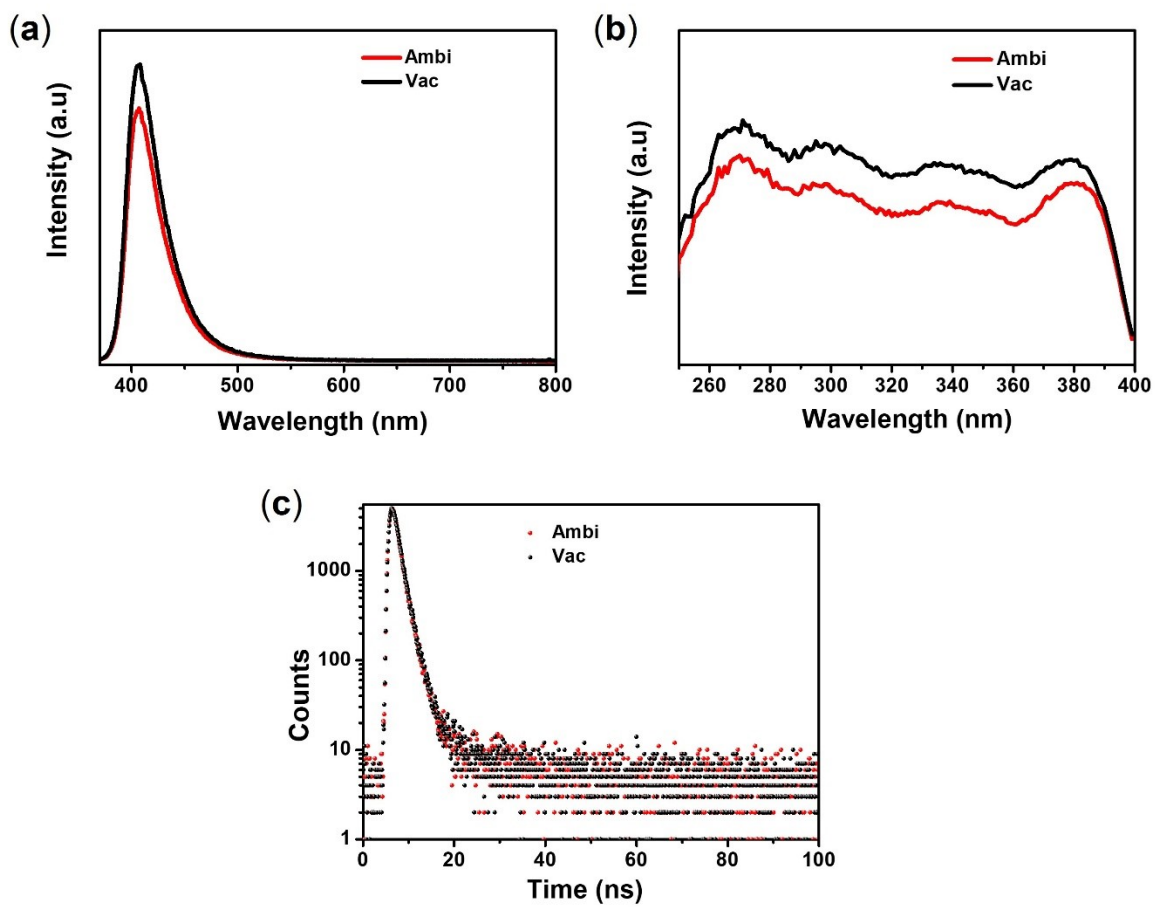 (a)
Ambi
Vac
Intensity (a.u)
400 500 600 700 800
Wavelength (nm)
(b)
Ambi
Vac
Intensity (a.u)
260 280 300 320 340 360 380 400
Wavelength (nm)
(c)
Ambi
Vac
Counts
1000
100
10
1
0 20 40 60 80 100
Time (ns)